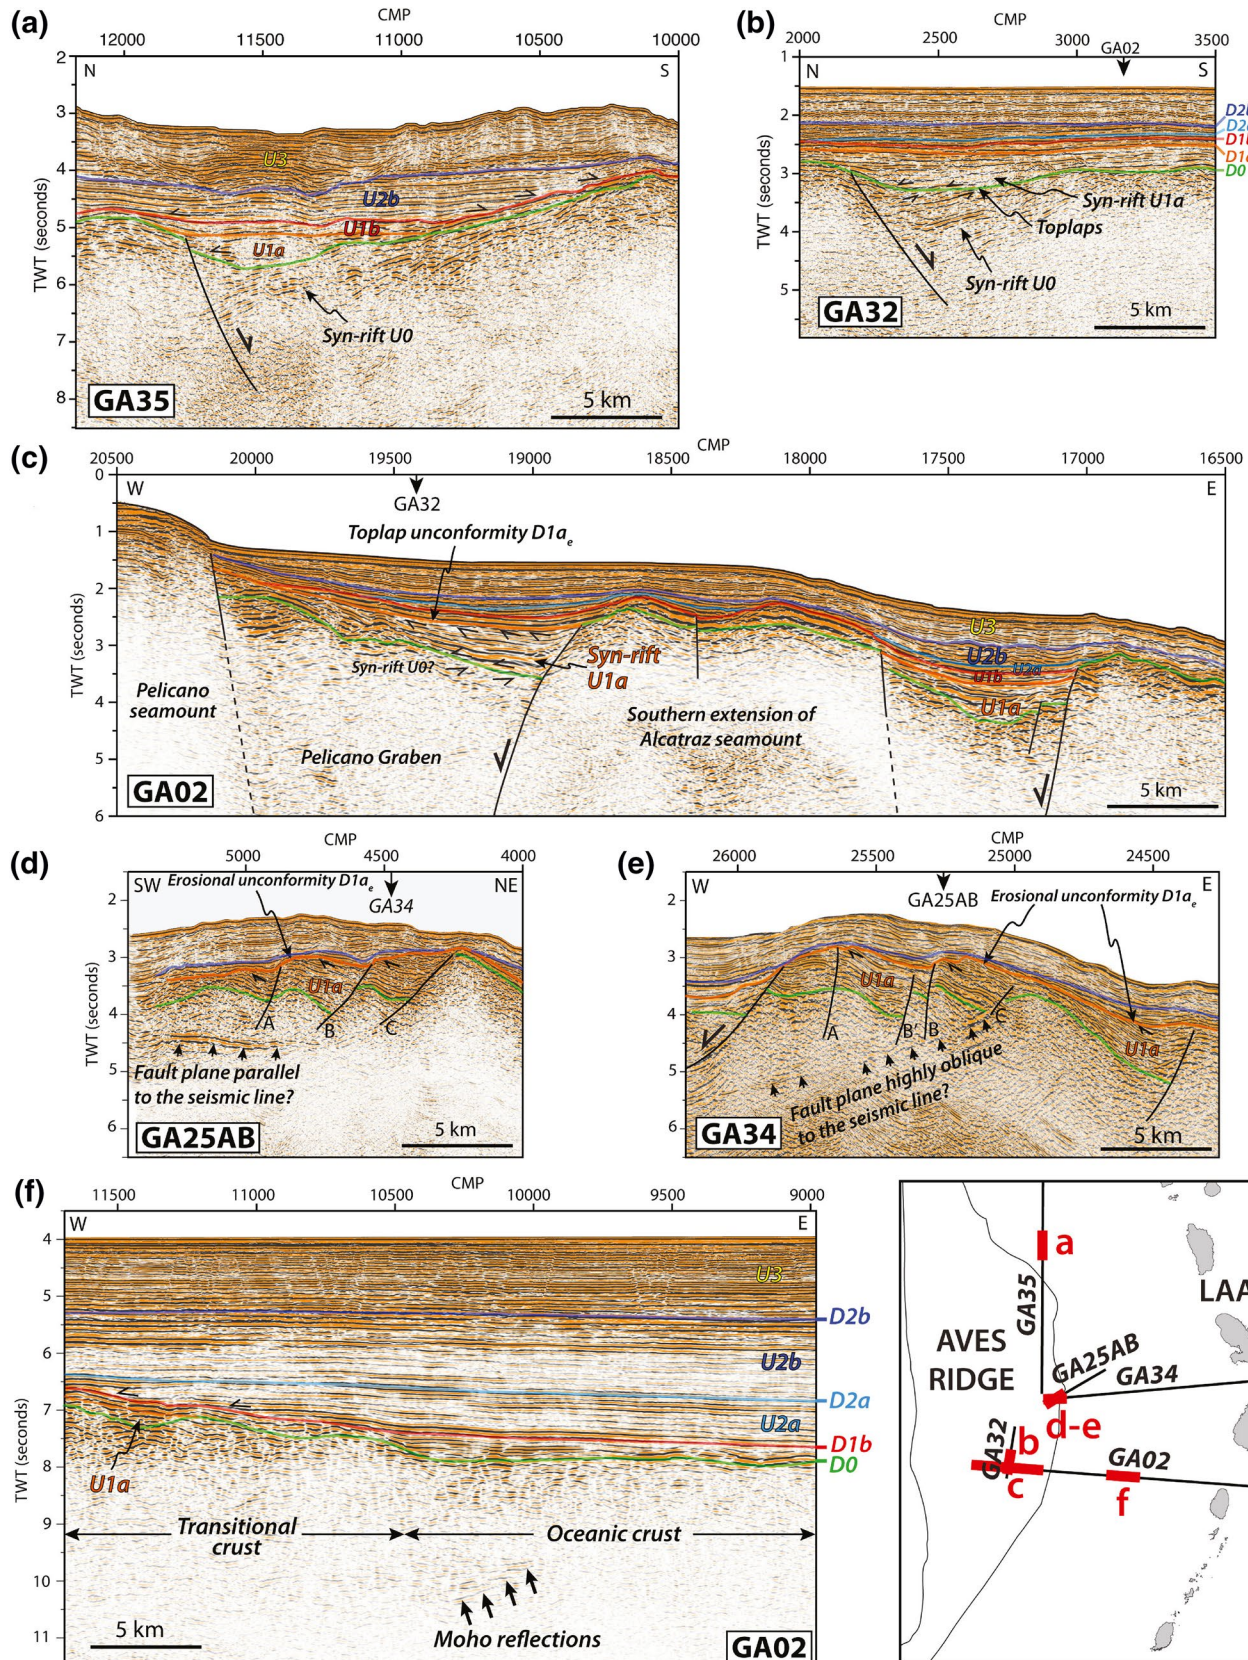 (a)
CMP
12000 11500 11000 10500 10000
2
N S
3
4
5
6
7
8
TWT (seconds)
U3
U2b
U1b
U1a
Syn-rift U0
GA35
5 km
(b)
CMP
2000 2500 3000 3500
GA02
1
N S
2
3
4
5
TWT (seconds)
D1b
D0
Syn-rift U1a
Toplaps
Syn-rift U0
GA32
5 km
(c)
CMP
20500 20000 19500 19000 18500 18000 17500 17000 16500
0
W E
GA32
1
2
3
4
5
6
TWT (seconds)
Toplap unconformity D1ae
U3
U2b
U2a
U1b
U1a
Syn-rift U0?
Syn-rift
U1a
Pelicano
seamount
Southern extension of
Alcatraz seamount
Pelicano Graben
GA02
5 km
(d)
CMP
5000 4500 4000
SW NE
Erosional unconformity D1ae
GA34
2
3
4
5
6
TWT (seconds)
U1a
A B C
Fault plane parallel
to the seismic line?
GA25AB
5 km
(e)
CMP
26000 25500 25000 24500
W E
GA25AB
Erosional unconformity D1ae
2
3
4
5
6
U1a
A B' B C
U1a
Fault plane highly oblique
to the seismic line?
GA34
5 km
(f)
CMP
11500 11000 10500 10000 9500 9000
W E
4
5
6
7
8
9
10
11
TWT (seconds)
U3
D2b
U2b
D2a
U2a
D1b
D0
U1a
Transitional
crust
Oceanic crust
Moho reflections
5 km
GA02
a
GA35
LAA
AVES
RIDGE
GA25AB
GA34
d-e
GA32
b
c
GA02
f